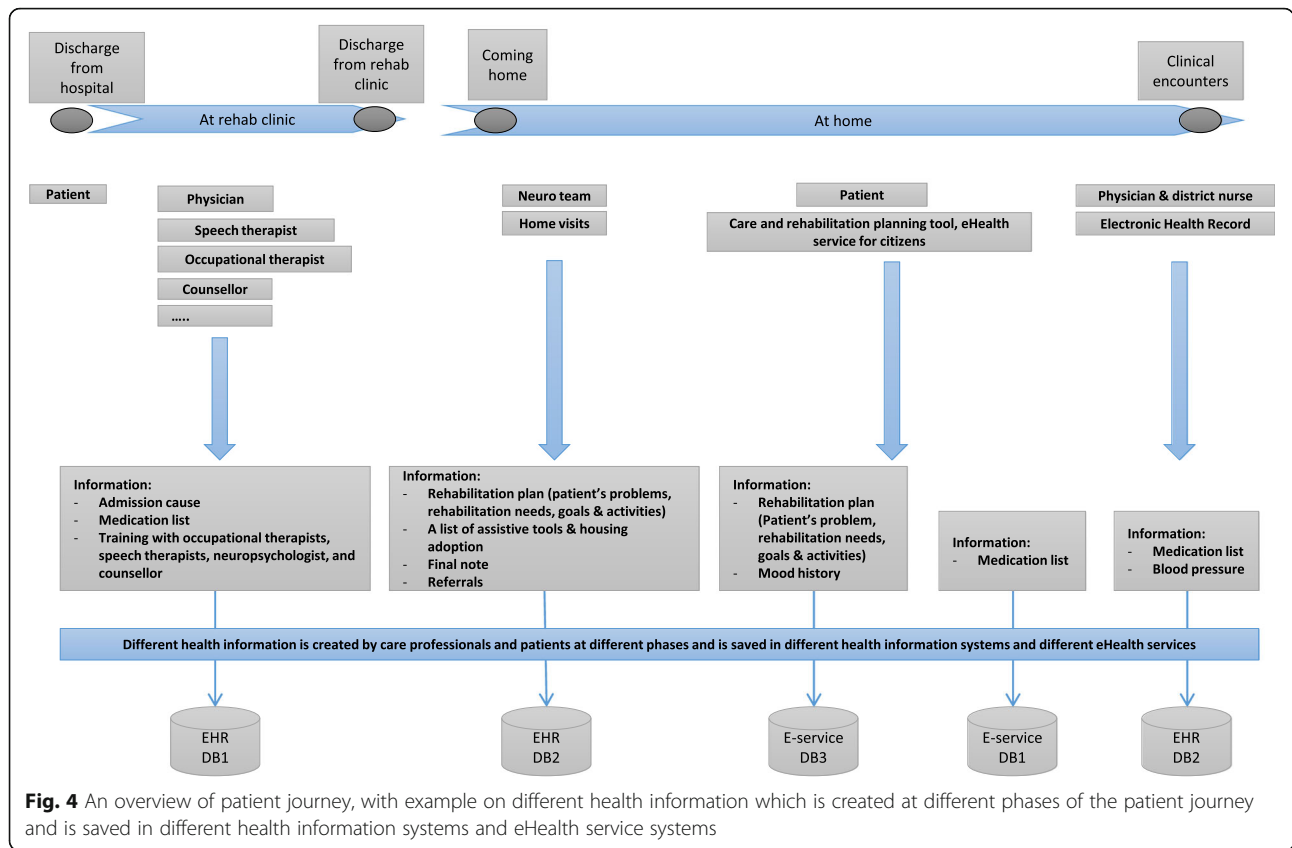 Discharge
from
hospital
Discharge
from rehab
clinic
Coming
home
Clinical
encounters
At rehab clinic
At home
Patient
Physician
Speech therapist
Occupational therapist
Counsellor
…..
Neuro team
Home visits
Patient
Care and rehabilitation planning tool, eHealth
service for citizens
Physician & district nurse
Electronic Health Record
Information:
- Admission cause
- Medication list
- Training with occupational therapists,
speech therapists, neuropsychologist, and
counsellor
Information:
- Rehabilitation plan (patient's problems,
rehabilitation needs, goals & activities)
- A list of assistive tools & housing
adoption
- Final note
- Referrals
Information:
- Rehabilitation plan
(Patient's problem,
rehabilitation needs,
goals & activities)
- Mood history
Information:
- Medication list
Information:
- Medication list
- Blood pressure
Different health information is created by care professionals and patients at different phases and is saved in different health information systems and different eHealth services
EHR
DB1
EHR
DB2
E-service
DB3
E-service
DB1
EHR
DB2
Fig. 4 An overview of patient journey, with example on different health information which is created at different phases of the patient journey
and is saved in different health information systems and eHealth service systems